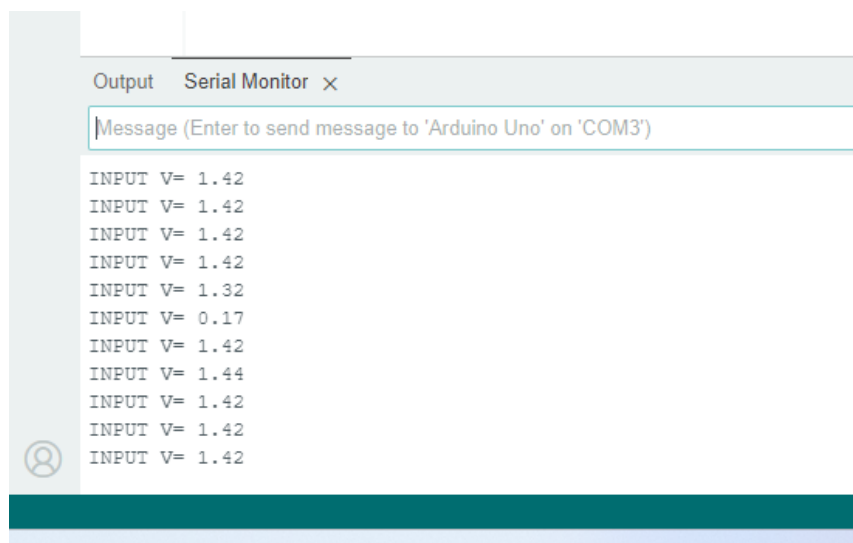 Output Serial Monitor ×
Message (Enter to send message to 'Arduino Uno' on 'COM3')
INPUT V= 1.42
INPUT V= 1.42
INPUT V= 1.42
INPUT V= 1.42
INPUT V= 1.32
INPUT V= 0.17
INPUT V= 1.42
INPUT V= 1.44
INPUT V= 1.42
INPUT V= 1.42
INPUT V= 1.42